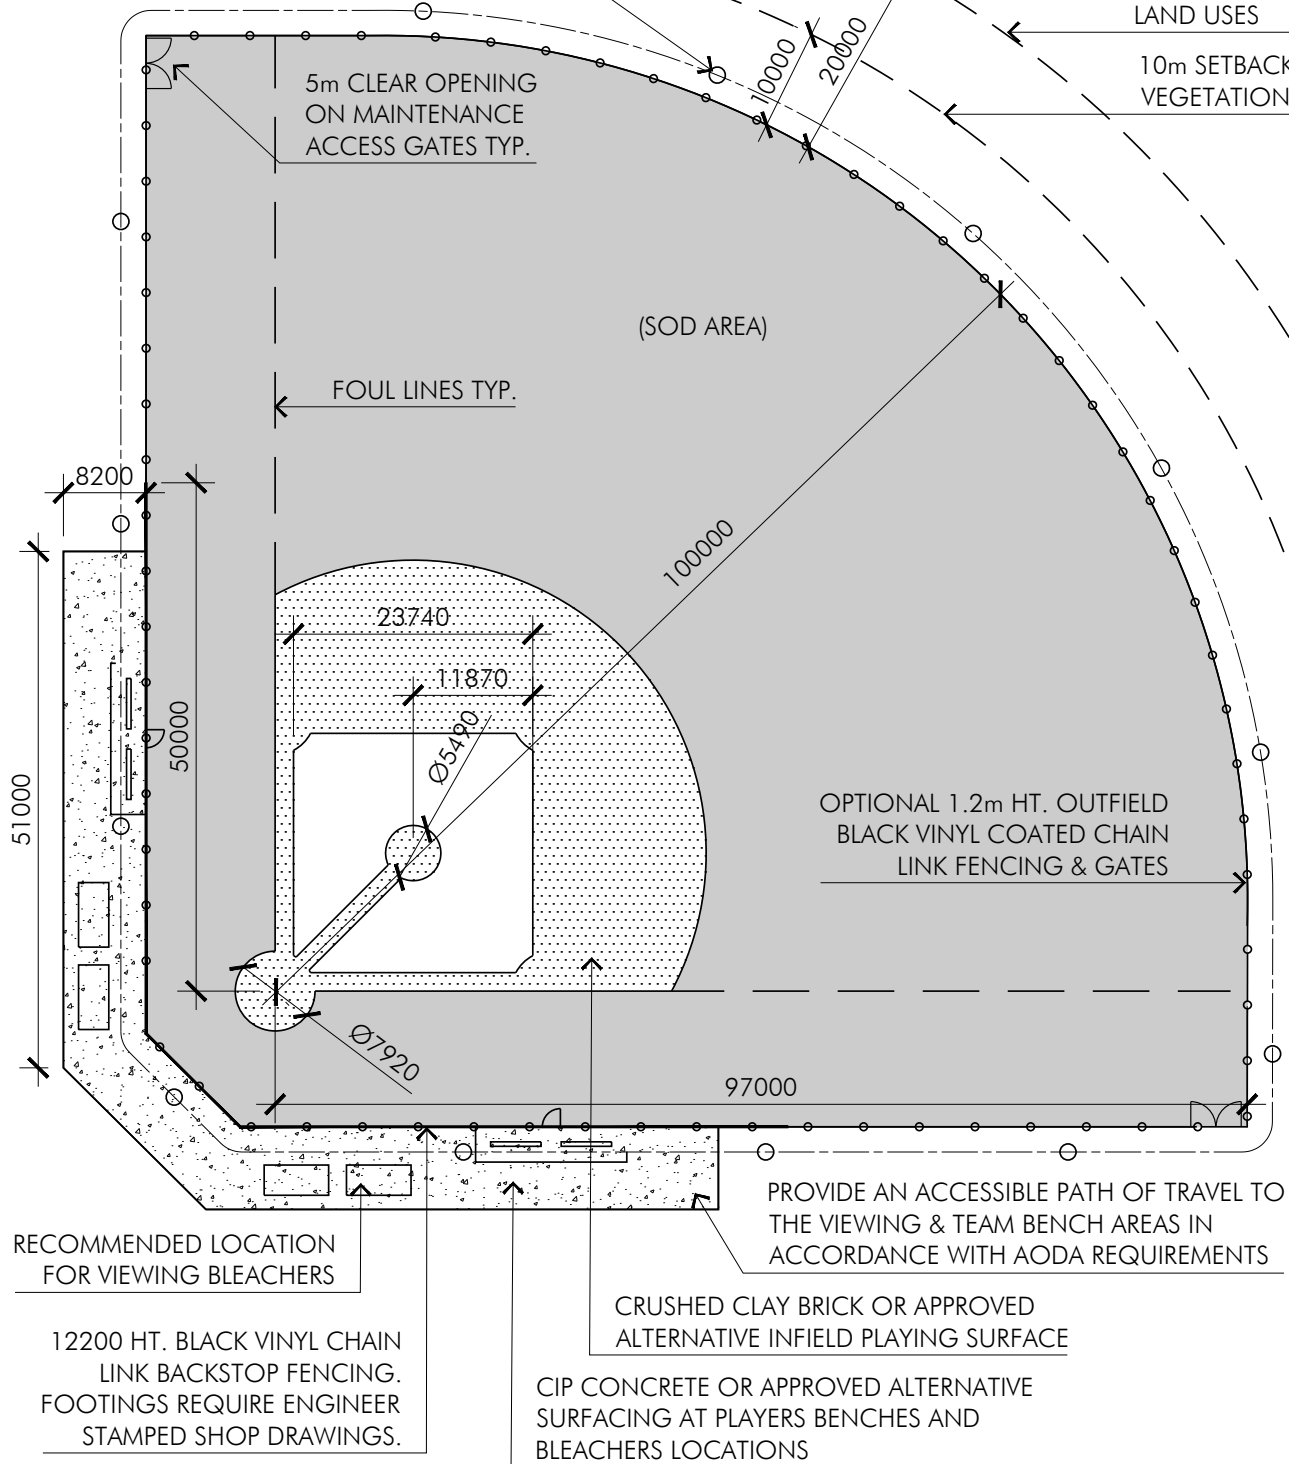 LAND USES
10m SETBACK
VEGETATION
10000
20000
5m CLEAR OPENING
ON MAINTENANCE
ACCESS GATES TYP.
(SOD AREA)
FOUL LINES TYP.
8200
100000
23740
11870
Ø5490
50000
51000
OPTIONAL 1.2m HT. OUTFIELD
BLACK VINYL COATED CHAIN
LINK FENCING & GATES
Ø7920
97000
PROVIDE AN ACCESSIBLE PATH OF TRAVEL TO
THE VIEWING & TEAM BENCH AREAS IN
ACCORDANCE WITH AODA REQUIREMENTS
RECOMMENDED LOCATION
FOR VIEWING BLEACHERS
CRUSHED CLAY BRICK OR APPROVED
ALTERNATIVE INFIELD PLAYING SURFACE
12200 HT. BLACK VINYL CHAIN
LINK BACKSTOP FENCING.
FOOTINGS REQUIRE ENGINEER
STAMPED SHOP DRAWINGS.
CIP CONCRETE OR APPROVED ALTERNATIVE
SURFACING AT PLAYERS BENCHES AND
BLEACHERS LOCATIONS